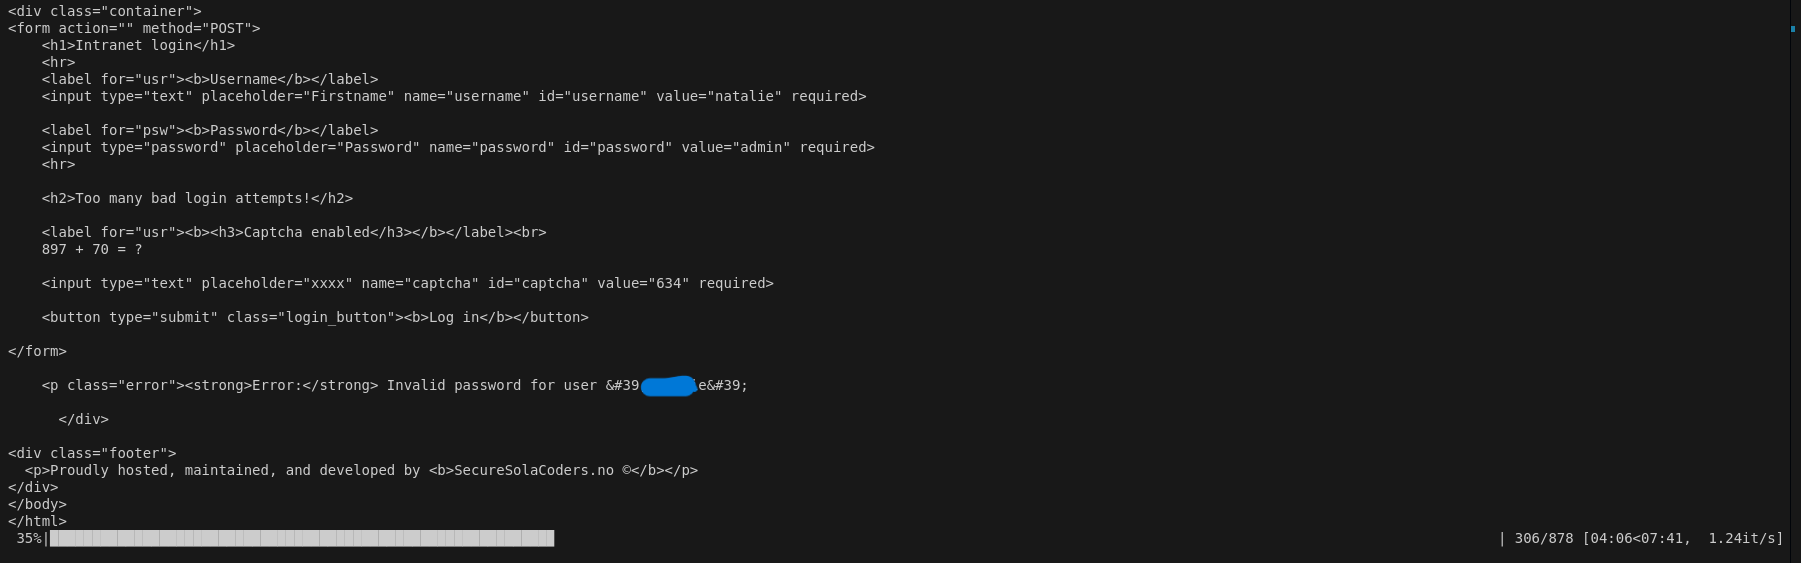 <div class="container">
<form action="" method="POST">
<h1>Intranet login</h1>
<hr>
<label for="usr"><b>Username</b></label>
<input type="text" placeholder="Firstname" name="username" id="username" value="natalie" required>
<label for="psw"><b>Password</b></label>
<input type="password" placeholder="Password" name="password" id="password" value="admin" required>
<hr>
<h2>Too many bad login attempts!</h2>
<label for="usr"><b><h3>Captcha enabled</h3></b></label><br>
897 + 70 = ?
<input type="text" placeholder="xxxx" name="captcha" id="captcha" value="634" required>
<button type="submit" class="login_button"><b>Log in</b></button>
</form>
<p class="error"><strong>Error:</strong> Invalid password for user &#39 e&#39;
</div>
<div class="footer">
<p>Proudly hosted, maintained, and developed by <b>SecureSolaCoders.no ©</b></p>
</div>
</body>
</html>
35%| | 306/878 [04:06<07:41, 1.24it/s]